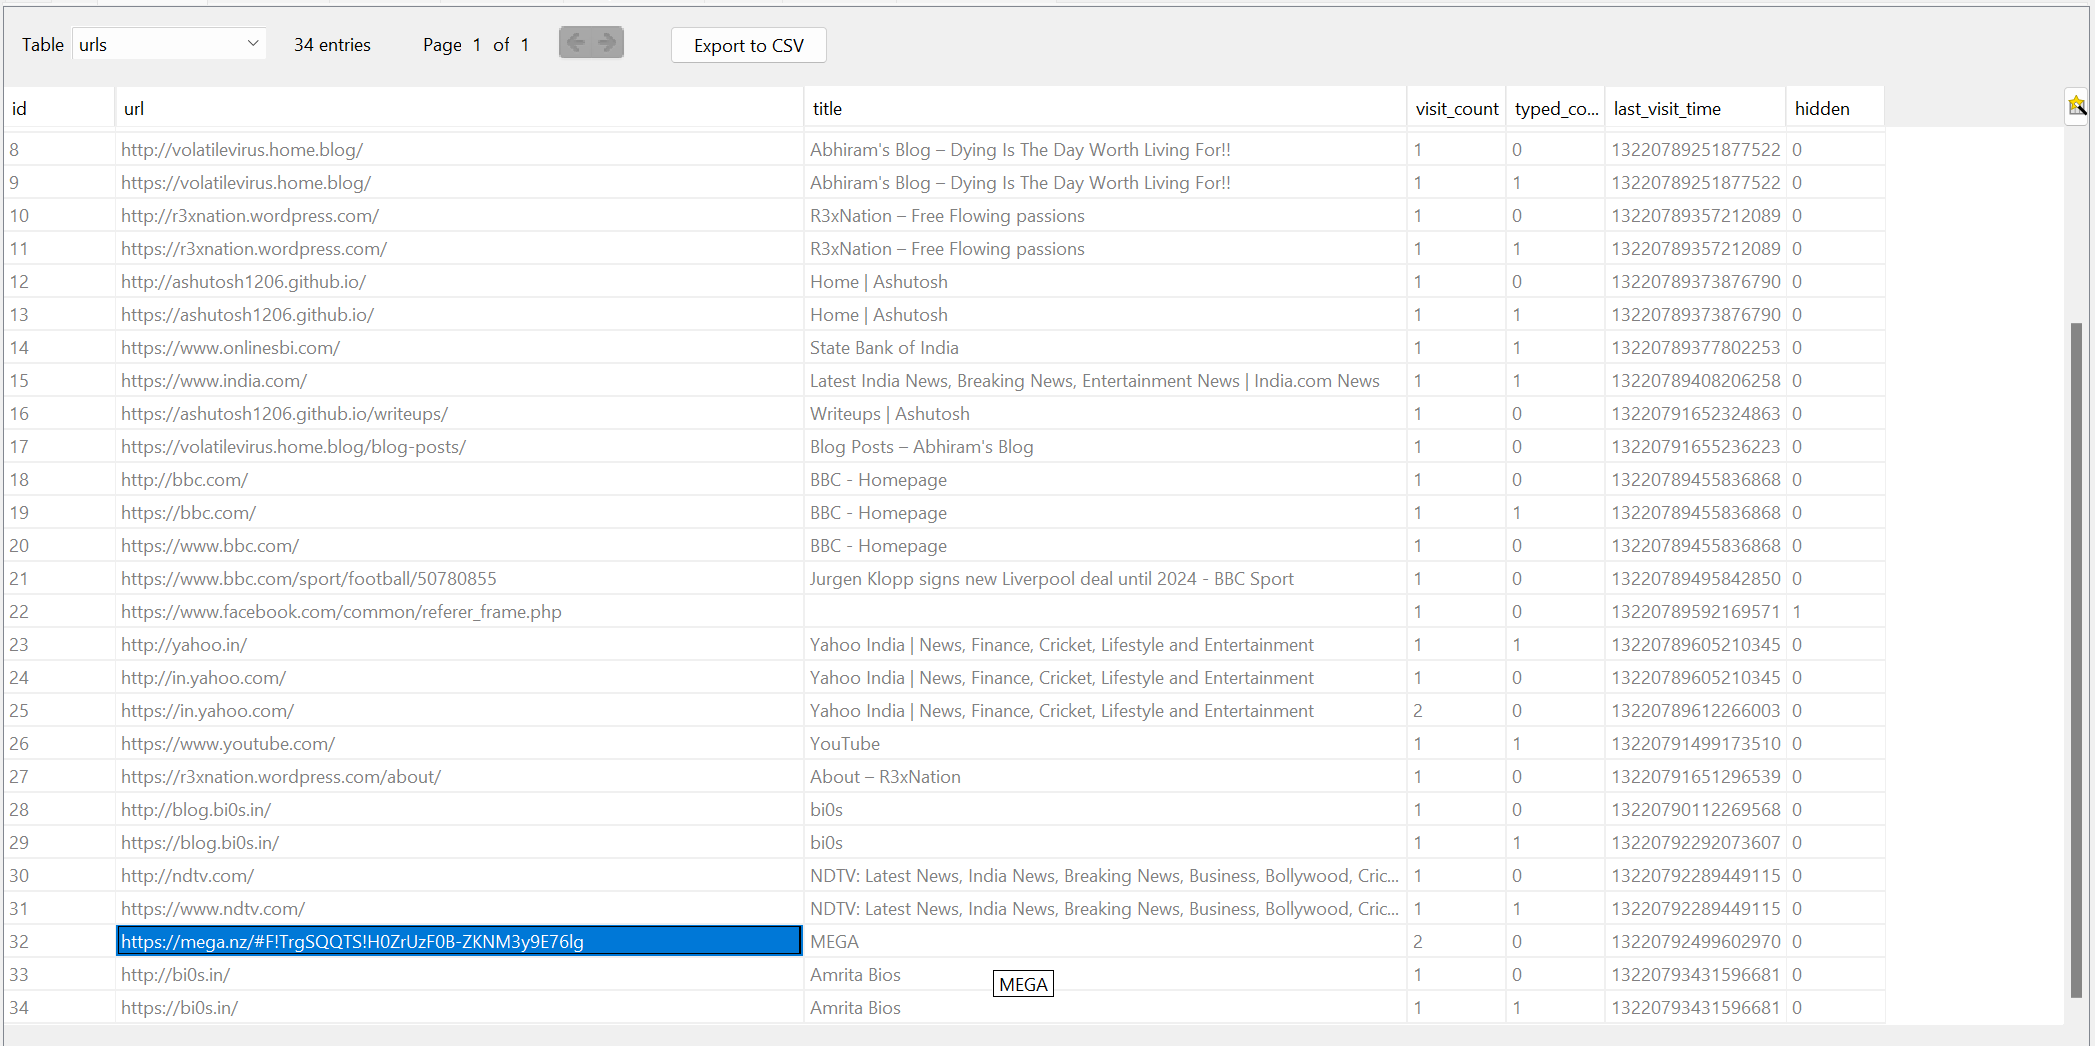 Table urls 34 entries Page 1 of 1 Export to CSV
id url title visit_count typed_co... last_visit_time hidden
8 http://volatilevirus.home.blog/ Abhiram's Blog – Dying Is The Day Worth Living For!! 1 0 13220789251877522 0
9 https://volatilevirus.home.blog/ Abhiram's Blog – Dying Is The Day Worth Living For!! 1 1 13220789251877522 0
10 http://r3xnation.wordpress.com/ R3xNation – Free Flowing passions 1 0 13220789357212089 0
11 https://r3xnation.wordpress.com/ R3xNation – Free Flowing passions 1 1 13220789357212089 0
12 http://ashutosh1206.github.io/ Home | Ashutosh 1 0 13220789373876790 0
13 https://ashutosh1206.github.io/ Home | Ashutosh 1 1 13220789373876790 0
14 https://www.onlinesbi.com/ State Bank of India 1 1 13220789377802253 0
15 https://www.india.com/ Latest India News, Breaking News, Entertainment News | India.com News 1 1 13220789408206258 0
16 https://ashutosh1206.github.io/writeups/ Writeups | Ashutosh 1 0 13220791652324863 0
17 https://volatilevirus.home.blog/blog-posts/ Blog Posts – Abhiram's Blog 1 0 13220791655236223 0
18 http://bbc.com/ BBC - Homepage 1 0 13220789455836868 0
19 https://bbc.com/ BBC - Homepage 1 1 13220789455836868 0
20 https://www.bbc.com/ BBC - Homepage 1 0 13220789455836868 0
21 https://www.bbc.com/sport/football/50780855 Jurgen Klopp signs new Liverpool deal until 2024 - BBC Sport 1 0 13220789495842850 0
22 https://www.facebook.com/common/referer_frame.php 1 0 13220789592169571 1
23 http://yahoo.in/ Yahoo India | News, Finance, Cricket, Lifestyle and Entertainment 1 1 13220789605210345 0
24 http://in.yahoo.com/ Yahoo India | News, Finance, Cricket, Lifestyle and Entertainment 1 0 13220789605210345 0
25 https://in.yahoo.com/ Yahoo India | News, Finance, Cricket, Lifestyle and Entertainment 2 0 13220789612266003 0
26 https://www.youtube.com/ YouTube 1 1 13220791499173510 0
27 https://r3xnation.wordpress.com/about/ About – R3xNation 1 0 13220791651296539 0
28 http://blog.bi0s.in/ bi0s 1 0 13220790112269568 0
29 https://blog.bi0s.in/ bi0s 1 1 13220792292073607 0
30 http://ndtv.com/ NDTV: Latest News, India News, Breaking News, Business, Bollywood, Cric... 1 0 13220792289449115 0
31 https://www.ndtv.com/ NDTV: Latest News, India News, Breaking News, Business, Bollywood, Cric... 1 1 13220792289449115 0
32 https://mega.nz/#F!TrgSQQTS!H0ZrUzF0B-ZKNM3y9E76lg MEGA 2 0 13220792499602970 0
33 http://bi0s.in/ Amrita Bios 1 0 13220793431596681 0
MEGA
34 https://bi0s.in/ Amrita Bios 1 1 13220793431596681 0